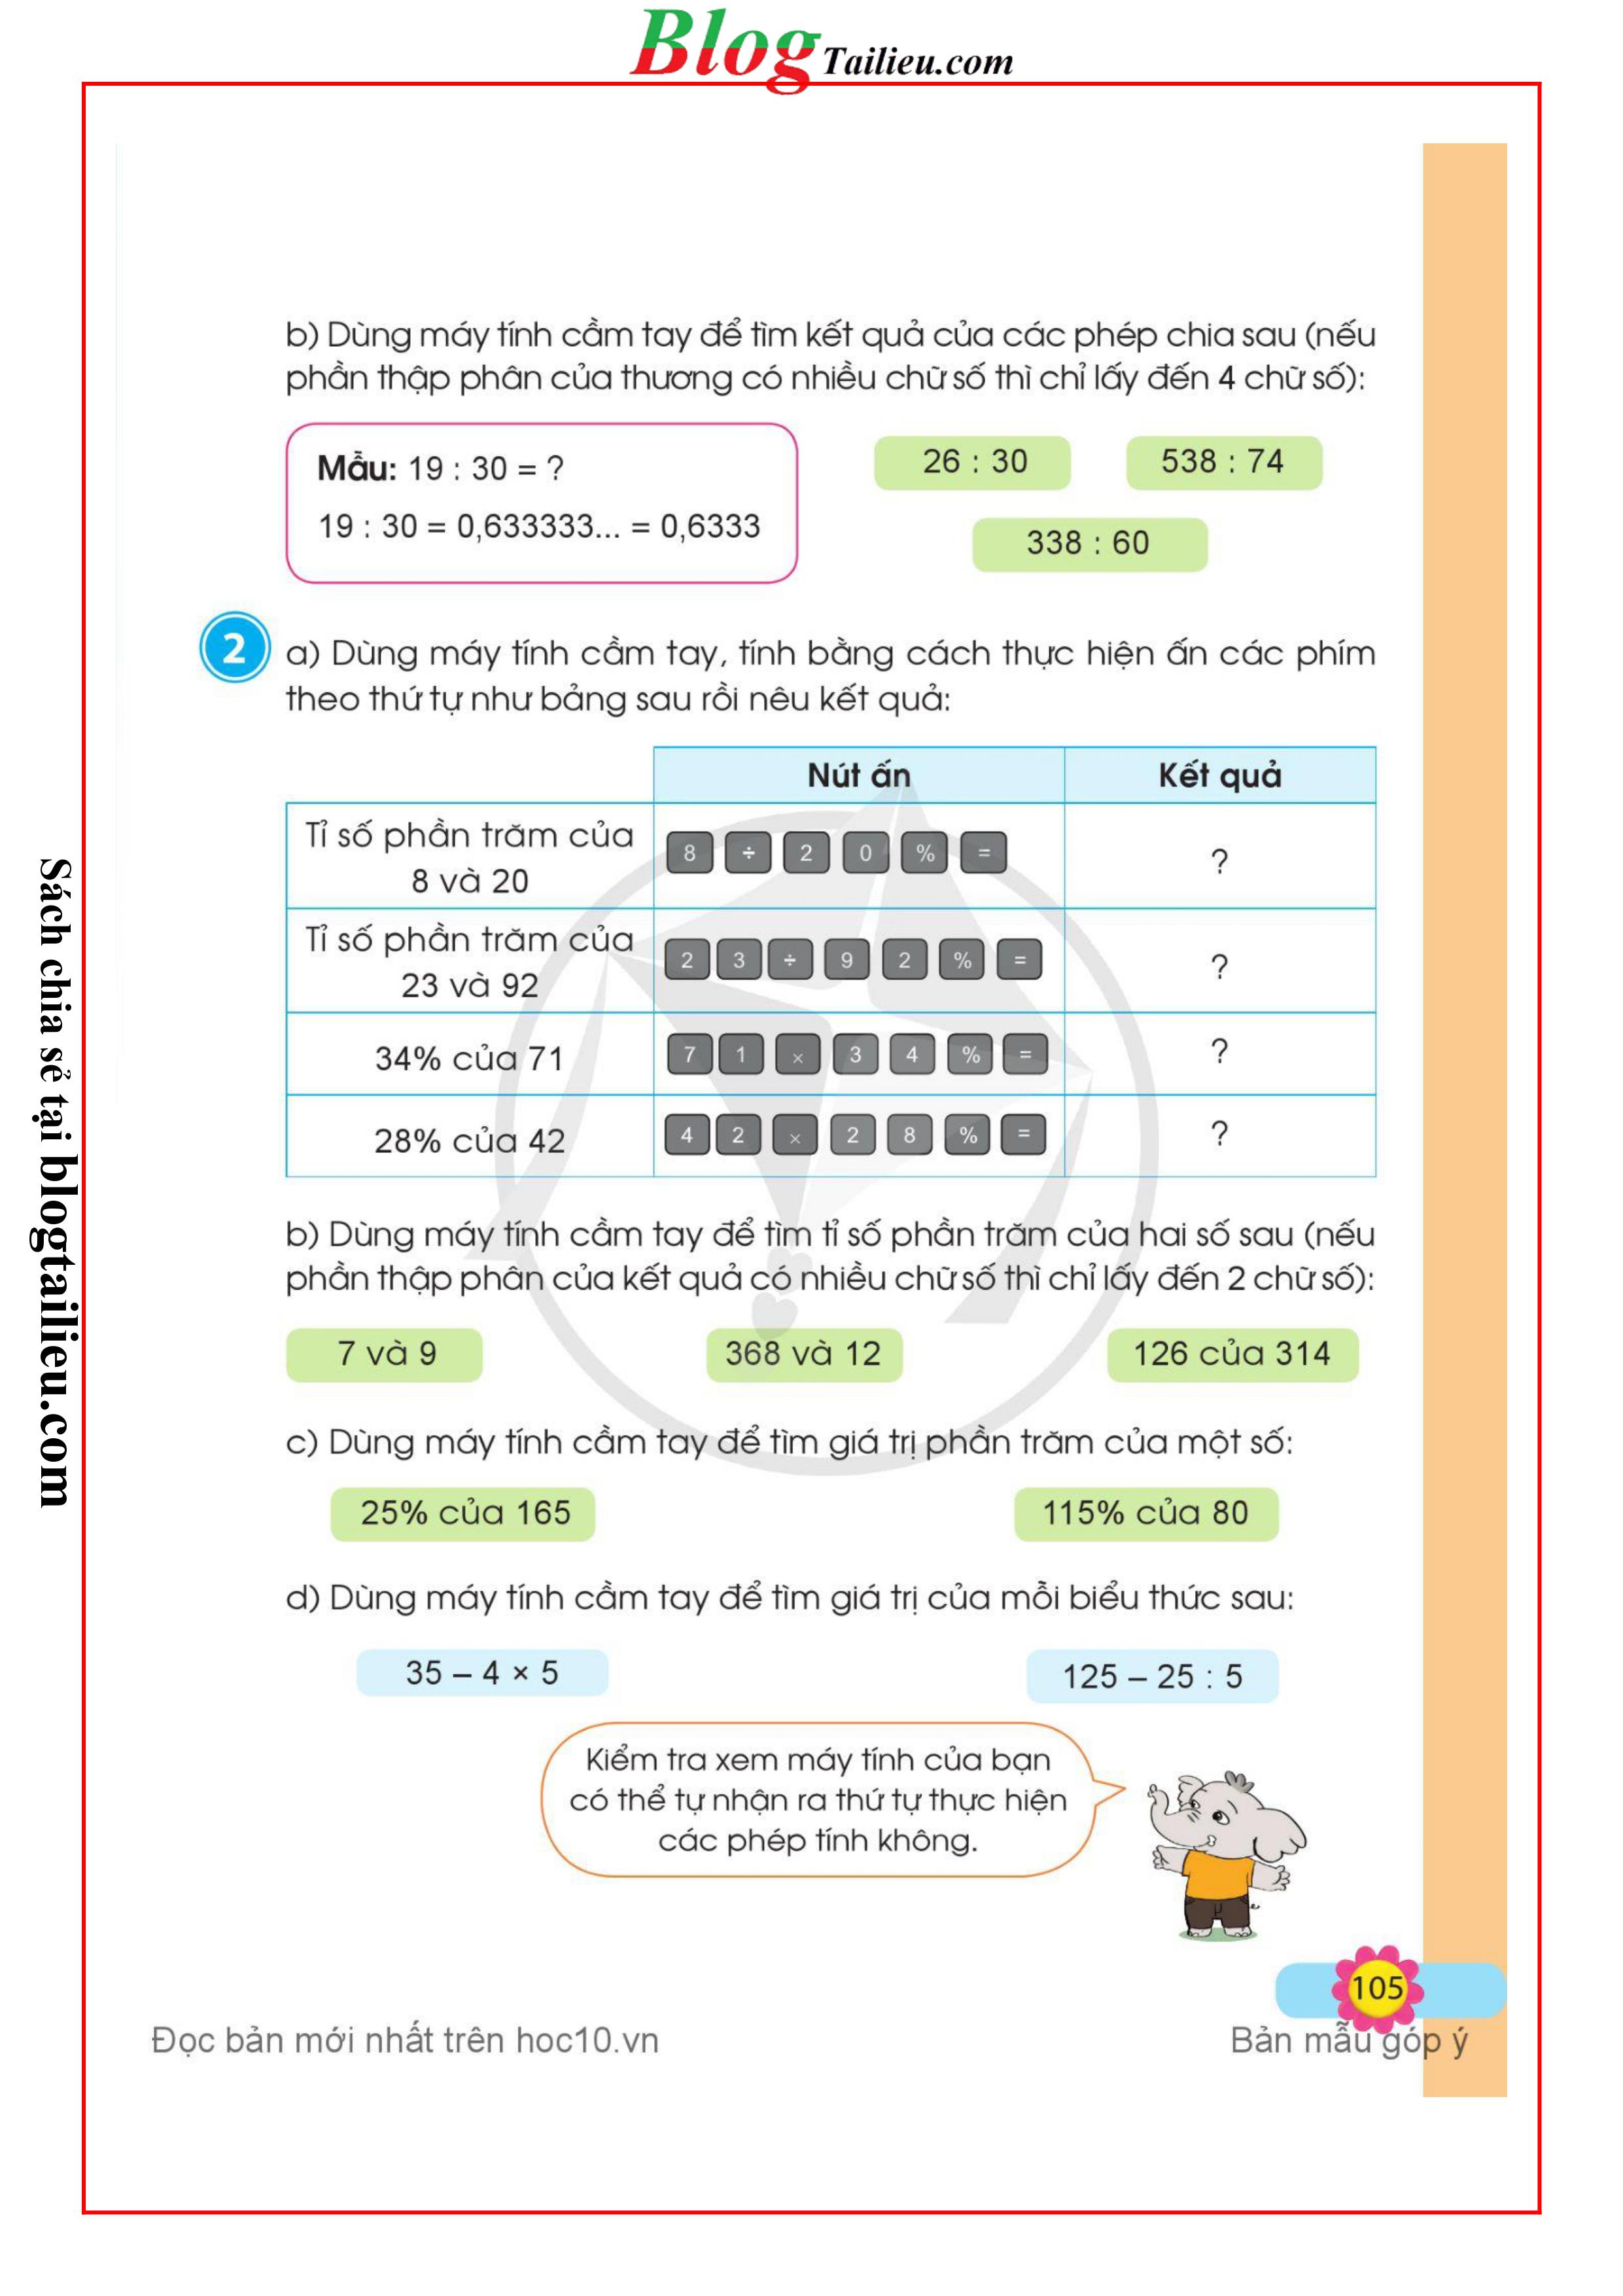 Blog Tailieu.com
b) Dùng máy tính cầm tay để tìm kết quả của các phép chia sau (nếu
phần thập phân của thương có nhiều chữ số thì chỉ lấy đến 4 chữ số):
Mẫu: 19 : 30 = ?
19 : 30 = 0,633333... = 0,6333
26 : 30
538 : 74
338 : 60
2
a) Dùng máy tính cầm tay, tính bằng cách thực hiện ấn các phím
theo thứ tự như bảng sau rồi nêu kết quả:
Nút ấn
Kết quả
Tỉ số phần trăm của
8 và 20
8 ÷ 2 0 % =
?
Tỉ số phần trăm của
23 và 92
2 3 ÷ 9 2 % =
?
34% của 71
7 1 × 3 4 % =
?
28% của 42
4 2 × 2 8 % =
?
b) Dùng máy tính cầm tay để tìm tỉ số phần trăm của hai số sau (nếu
phần thập phân của kết quả có nhiều chữ số thì chỉ lấy đến 2 chữ số):
7 và 9
368 và 12
126 của 314
c) Dùng máy tính cầm tay để tìm giá trị phần trăm của một số:
25% của 165
115% của 80
d) Dùng máy tính cầm tay để tìm giá trị của mỗi biểu thức sau:
35 – 4 × 5
125 – 25 : 5
Kiểm tra xem máy tính của bạn
có thể tự nhận ra thứ tự thực hiện
các phép tính không.
105
Đọc bản mới nhất trên hoc10.vn
Bản mẫu góp ý
Sách chia sẻ tại blogtailieu.com